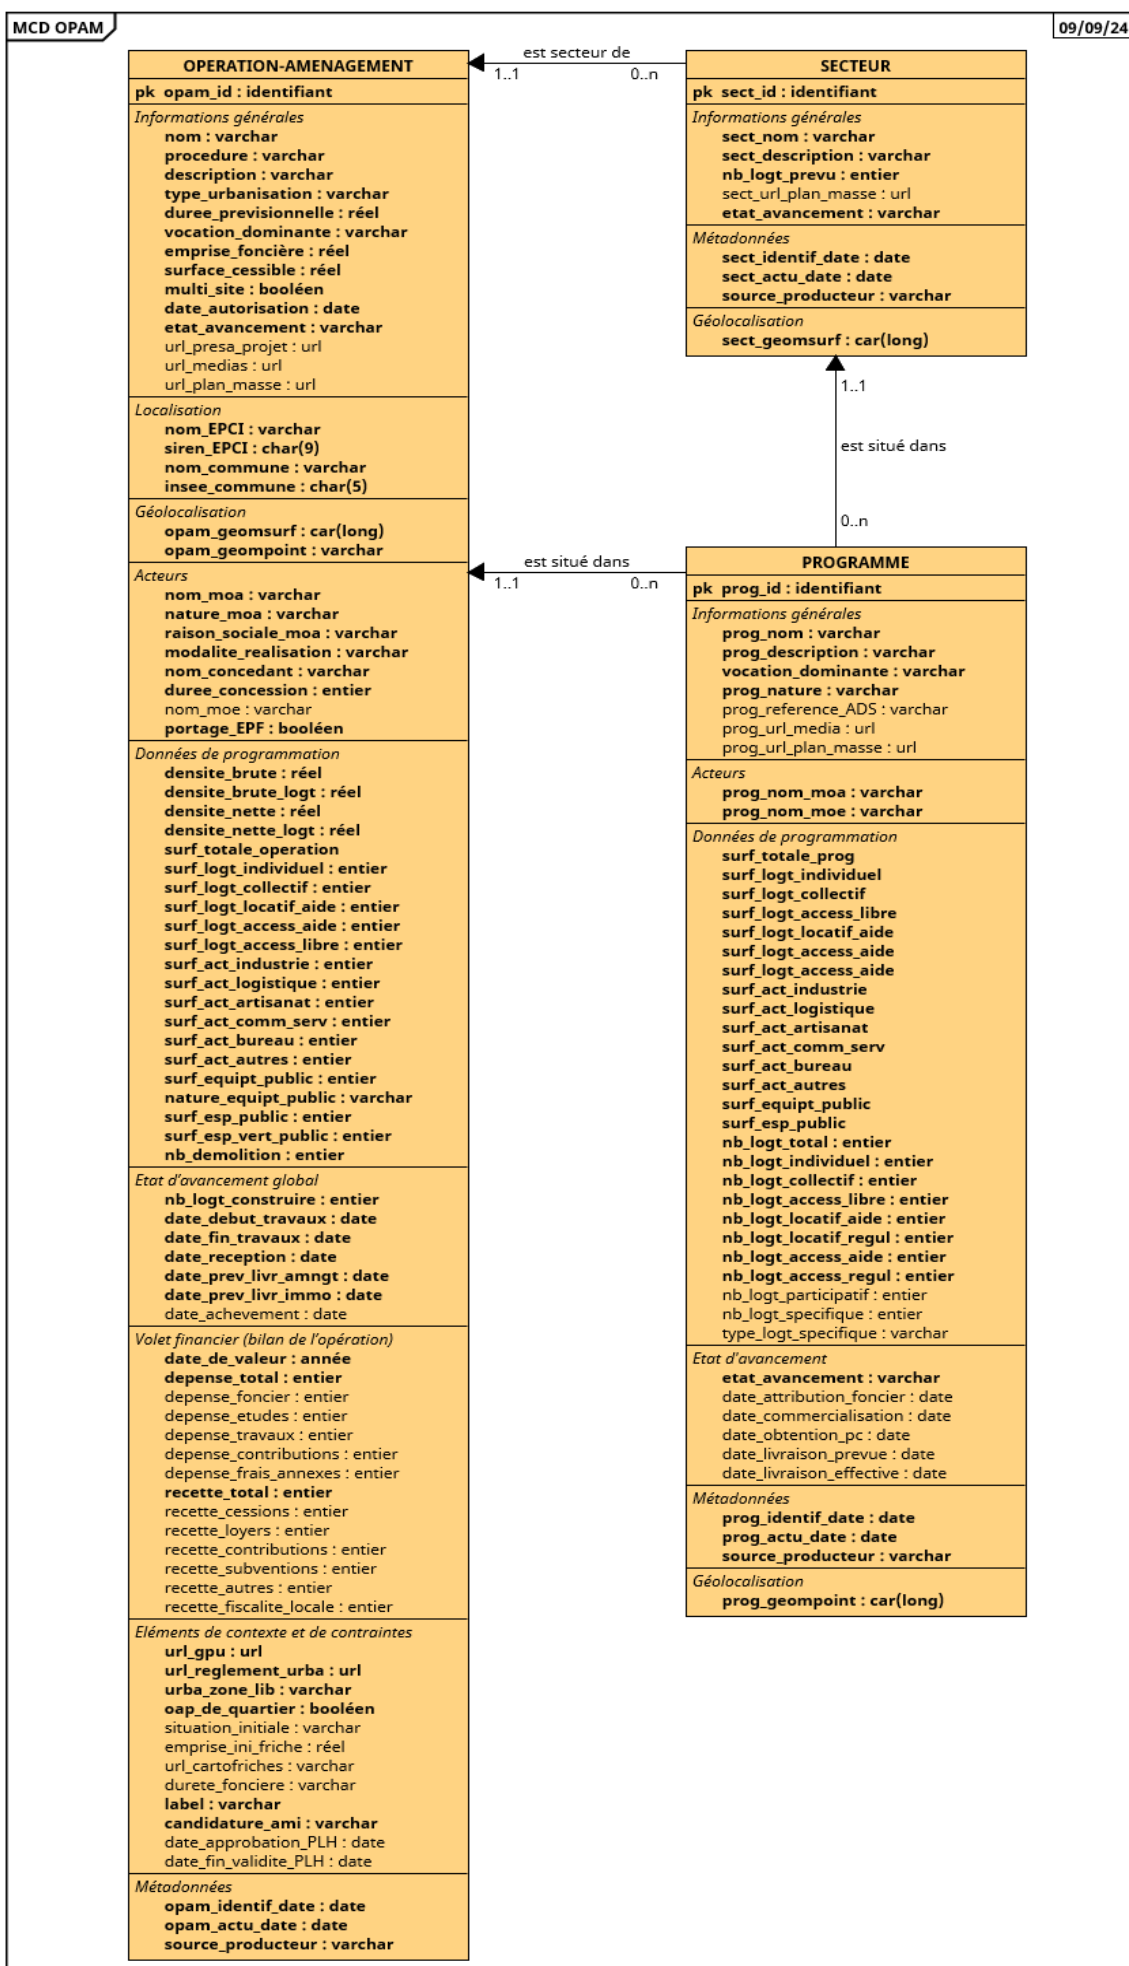 MCD OPAM
09/09/24
OPERATION-AMENAGEMENT
pk opam_id : identifiant
Informations générales
nom : varchar
procedure : varchar
description : varchar
type_urbanisation : varchar
duree_previsionnelle : réel
vocation_dominante : varchar
emprise_foncière : réel
surface_cessible : réel
multi_site : booléen
date_autorisation : date
etat_avancement : varchar
url_presa_projet : url
url_medias : url
url_plan_masse : url
Localisation
nom_EPCI : varchar
siren_EPCI : char(9)
nom_commune : varchar
insee_commune : char(5)
Géolocalisation
opam_geomsurf : car(long)
opam_geompoint : varchar
Acteurs
nom_moa : varchar
nature_moa : varchar
raison_sociale_moa : varchar
modalite_realisation : varchar
nom_concedant : varchar
duree_concession : entier
nom_moe : varchar
portage_EPF : booléen
Données de programmation
densite_brute : réel
densite_brute_logt : réel
densite_nette : réel
densite_nette_logt : réel
surf_totale_operation
surf_logt_individuel : entier
surf_logt_collectif : entier
surf_logt_locatif_aide : entier
surf_logt_access_aide : entier
surf_logt_access_libre : entier
surf_act_industrie : entier
surf_act_logistique : entier
surf_act_artisanat : entier
surf_act_comm_serv : entier
surf_act_bureau : entier
surf_act_autres : entier
surf_equipt_public : entier
nature_equipt_public : varchar
surf_esp_public : entier
surf_esp_vert_public : entier
nb_demolition : entier
Etat d'avancement global
nb_logt_construire : entier
date_debut_travaux : date
date_fin_travaux : date
date_reception : date
date_prev_livr_amngt : date
date_prev_livr_immo : date
date_achevement : date
Volet financier (bilan de l'opération)
date_de_valeur : année
depense_total : entier
depense_foncier : entier
depense_etudes : entier
depense_travaux : entier
depense_contributions : entier
depense_frais_annexes : entier
recette_total : entier
recette_cessions : entier
recette_loyers : entier
recette_contributions : entier
recette_subventions : entier
recette_autres : entier
recette_fiscalite_locale : entier
Eléments de contexte et de contraintes
url_gpu : url
url_reglement_urba : url
urba_zone_lib : varchar
oap_de_quartier : booléen
situation_initiale : varchar
emprise_ini_friche : réel
url_cartofriches : varchar
durete_fonciere : varchar
label : varchar
candidature_ami : varchar
date_approbation_PLH : date
date_fin_validite_PLH : date
Métadonnées
opam_identif_date : date
opam_actu_date : date
source_producteur : varchar
est secteur de
1..1
0..n
SECTEUR
pk sect_id : identifiant
Informations générales
sect_nom : varchar
sect_description : varchar
nb_logt_prevu : entier
sect_url_plan_masse : url
etat_avancement : varchar
Métadonnées
sect_identif_date : date
sect_actu_date : date
source_producteur : varchar
Géolocalisation
sect_geomsurf : car(long)
1..1
est situé dans
0..n
est situé dans
1..1
0..n
PROGRAMME
pk prog_id : identifiant
Informations générales
prog_nom : varchar
prog_description : varchar
vocation_dominante : varchar
prog_nature : varchar
prog_reference_ADS : varchar
prog_url_media : url
prog_url_plan_masse : url
Acteurs
prog_nom_moa : varchar
prog_nom_moe : varchar
Données de programmation
surf_totale_prog
surf_logt_individuel
surf_logt_collectif
surf_logt_access_libre
surf_logt_locatif_aide
surf_logt_access_aide
surf_logt_access_aide
surf_act_industrie
surf_act_logistique
surf_act_artisanat
surf_act_comm_serv
surf_act_bureau
surf_act_autres
surf_equipt_public
surf_esp_public
nb_logt_total : entier
nb_logt_individuel : entier
nb_logt_collectif : entier
nb_logt_access_libre : entier
nb_logt_locatif_aide : entier
nb_logt_locatif_regul : entier
nb_logt_access_aide : entier
nb_logt_access_regul : entier
nb_logt_participatif : entier
nb_logt_specifique : entier
type_logt_specifique : varchar
Etat d'avancement
etat_avancement : varchar
date_attribution_foncier : date
date_commercialisation : date
date_obtention_pc : date
date_livraison_prevue : date
date_livraison_effective : date
Métadonnées
prog_identif_date : date
prog_actu_date : date
source_producteur : varchar
Géolocalisation
prog_geompoint : car(long)